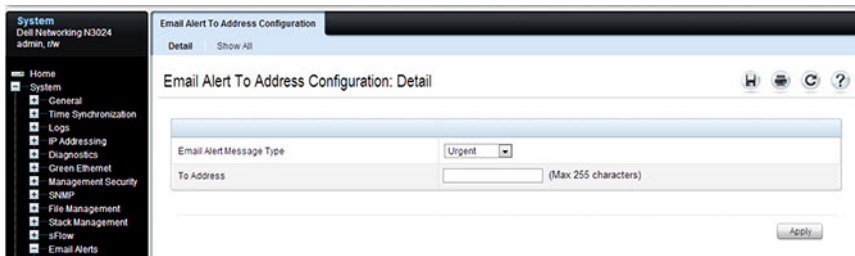 System
Dell Networking N3024
admin, r/w
Home
System
General
Time Synchronization
Logs
IP Addressing
Diagnostics
Green Ethernet
Management Security
SNMP
File Management
Stack Management
sFlow
Email Alerts
Email Alert To Address Configuration
Detail Show All
Email Alert To Address Configuration: Detail
Email Alert Message Type Urgent
To Address (Max 255 characters)
Apply